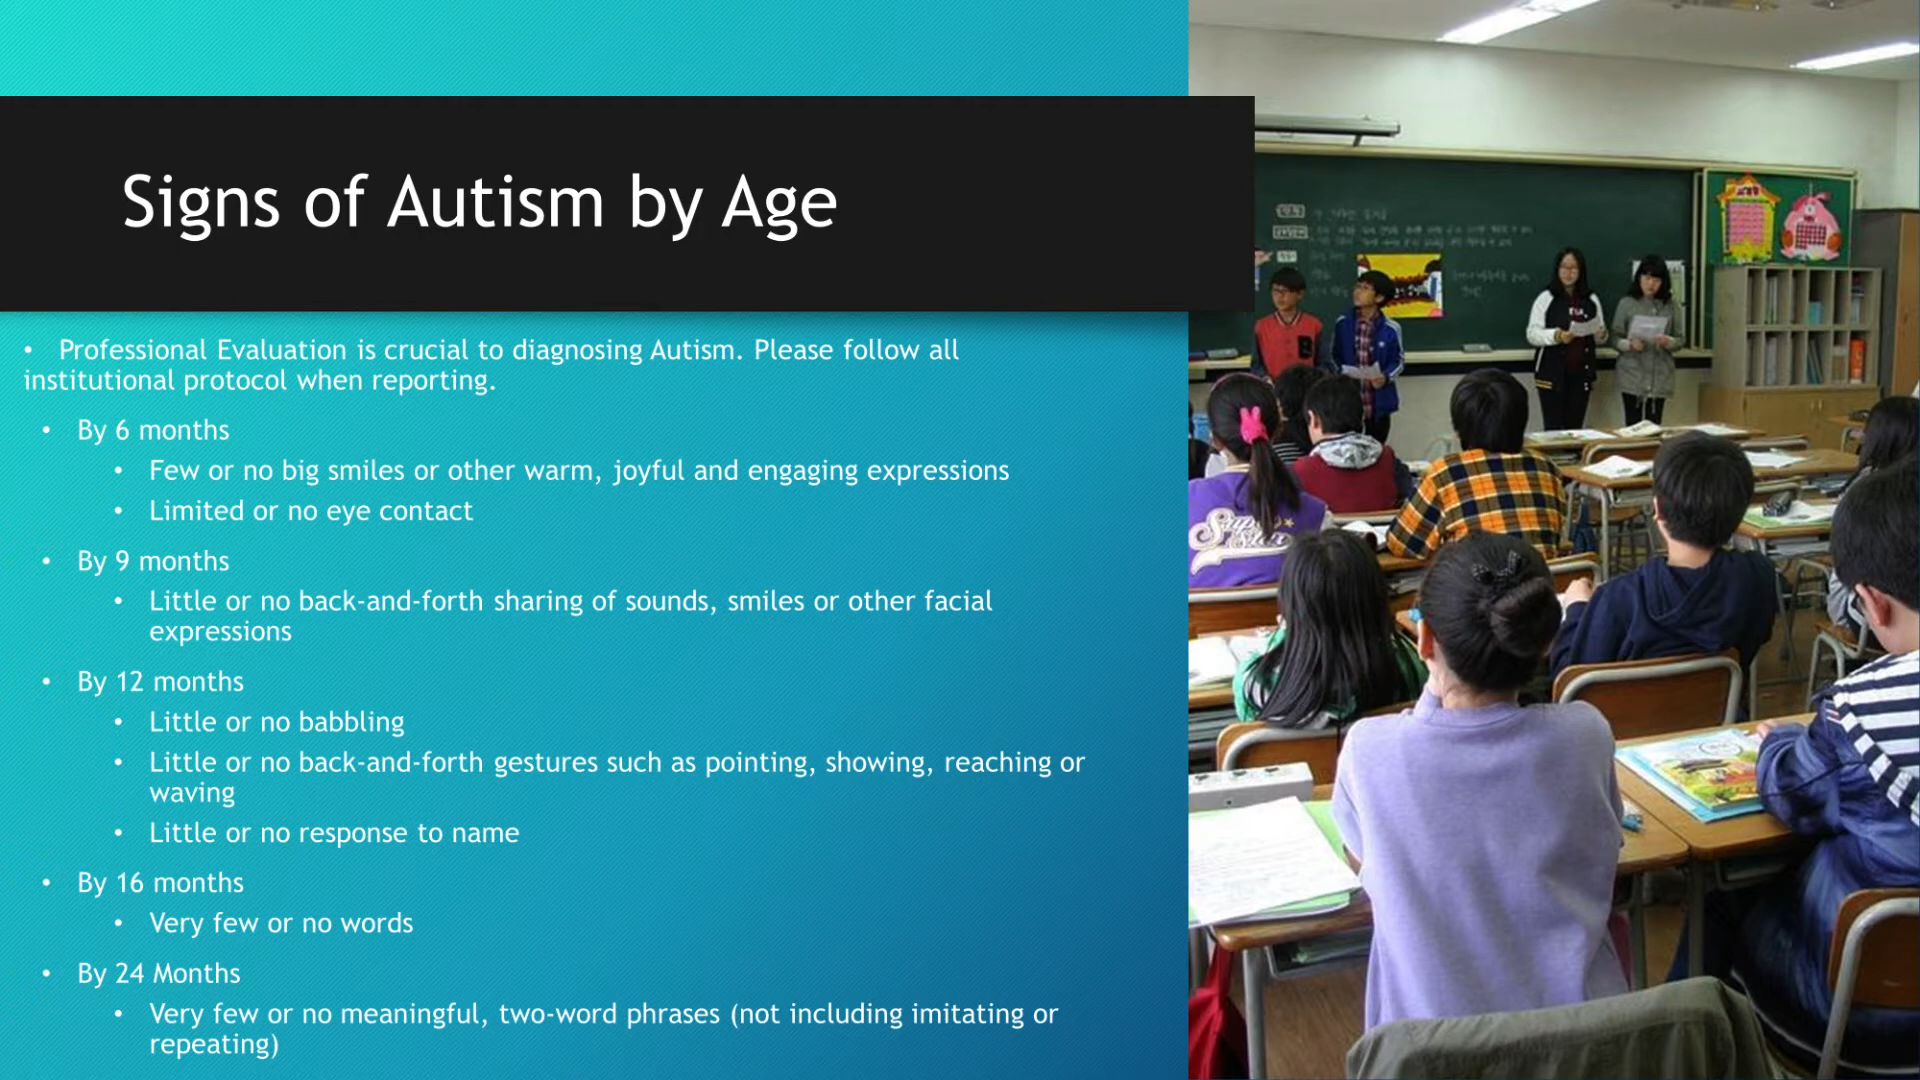 Signs of Autism by Age
• Professional Evaluation is crucial to diagnosing Autism. Please follow all
institutional protocol when reporting.
• By 6 months
• Few or no big smiles or other warm, joyful and engaging expressions
• Limited or no eye contact
• By 9 months
• Little or no back-and-forth sharing of sounds, smiles or other facial
expressions
• By 12 months
• Little or no babbling
• Little or no back-and-forth gestures such as pointing, showing, reaching or
waving
• Little or no response to name
• By 16 months
• Very few or no words
• By 24 Months
• Very few or no meaningful, two-word phrases (not including imitating or
repeating)
B